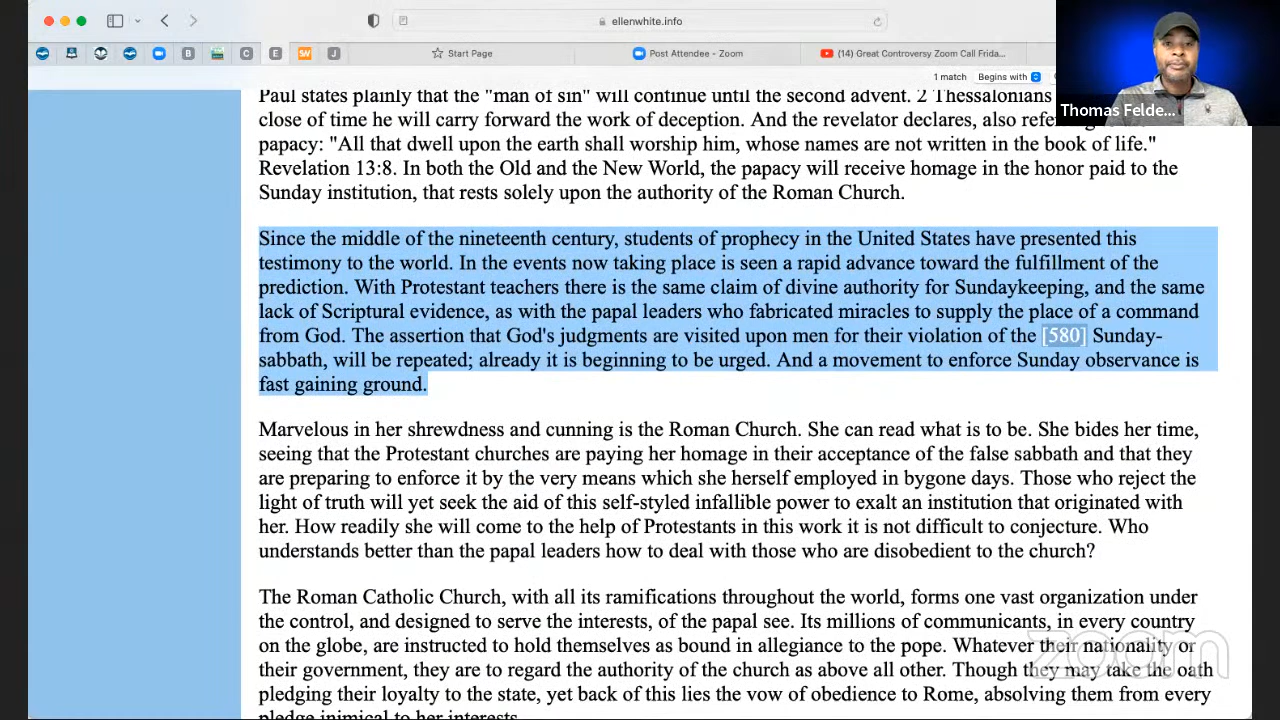 ellenwhite.info
B
C
E
SW
J
Start Page
Post Attendee - Zoom
(14) Great Controversy Zoom Call Frida...
1 match
Begins with
Thomas Felde...
Paul states plainly that the "man of sin" will continue until the second advent. 2 Thessalonians
close of time he will carry forward the work of deception. And the revelator declares, also
papacy: "All that dwell upon the earth shall worship him, whose names are not written in the book of life."
Revelation 13:8. In both the Old and the New World, the papacy will receive homage in the honor paid to the
Sunday institution, that rests solely upon the authority of the Roman Church.
Since the middle of the nineteenth century, students of prophecy in the United States have presented this
testimony to the world. In the events now taking place is seen a rapid advance toward the fulfillment of the
prediction. With Protestant teachers there is the same claim of divine authority for Sundaykeeping, and the same
lack of Scriptural evidence, as with the papal leaders who fabricated miracles to supply the place of a command
from God. The assertion that God's judgments are visited upon men for their violation of the [580] Sunday-
sabbath, will be repeated; already it is beginning to be urged. And a movement to enforce Sunday observance is
fast gaining ground.
Marvelous in her shrewdness and cunning is the Roman Church. She can read what is to be. She bides her time,
seeing that the Protestant churches are paying her homage in their acceptance of the false sabbath and that they
are preparing to enforce it by the very means which she herself employed in bygone days. Those who reject the
light of truth will yet seek the aid of this self-styled infallible power to exalt an institution that originated with
her. How readily she will come to the help of Protestants in this work it is not difficult to conjecture. Who
understands better than the papal leaders how to deal with those who are disobedient to the church?
The Roman Catholic Church, with all its ramifications throughout the world, forms one vast organization under
the control, and designed to serve the interests, of the papal see. Its millions of communicants, in every country
on the globe, are instructed to hold themselves as bound in allegiance to the pope. Whatever their nationality or
their government, they are to regard the authority of the church as above all other. Though they may take the oath
zoom
pledging their loyalty to the state, yet back of this lies the vow of obedience to Rome, absolving them from every
pledge inimical to her interests.